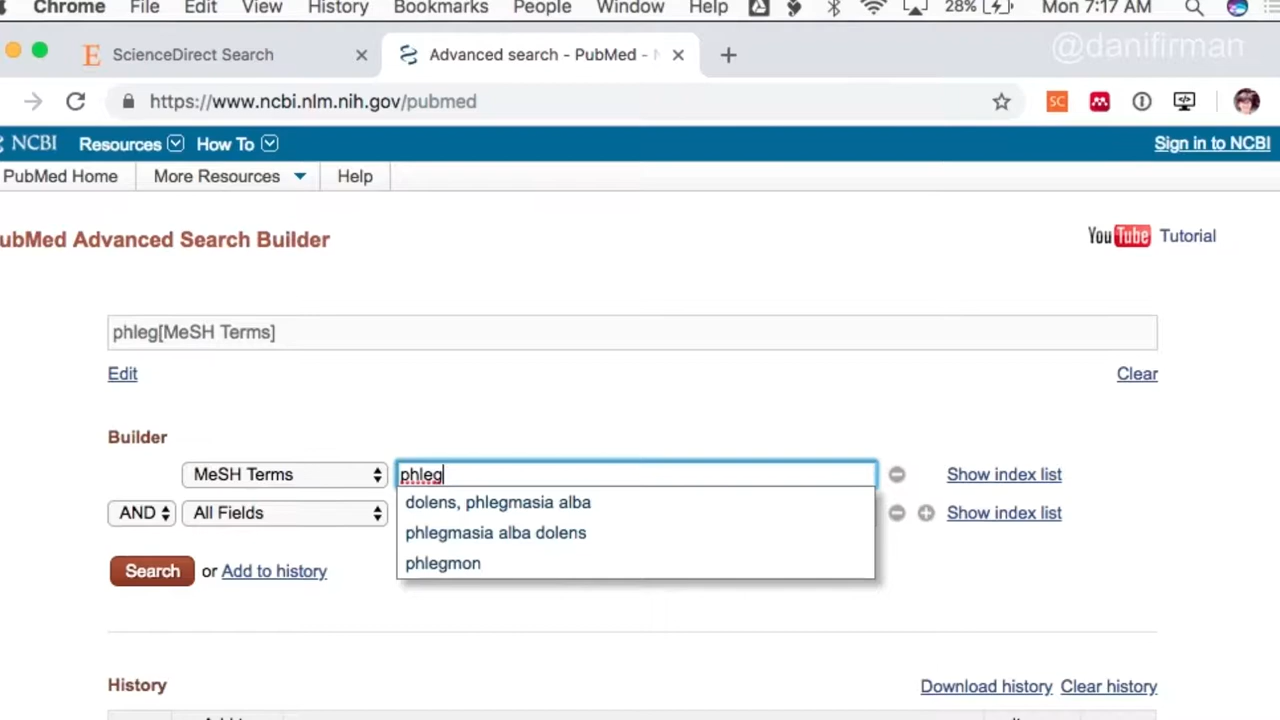 Chrome File Edit View History Bookmarks People Window Help 28% Mon 7:17 AM
@danifirman
ScienceDirect Search Advanced search - PubMed -
https://www.ncbi.nlm.nih.gov/pubmed SC
NCBI Resources How To Sign in to NCBI
PubMed Home More Resources Help
ubMed Advanced Search Builder YouTube Tutorial
phleg[MeSH Terms]
Edit Clear
Builder
MeSH Terms phleg Show index list
dolens, phlegmasia alba
AND All Fields Show index list
phlegmasia alba dolens
phlegmon
Search or Add to history
History Download history Clear history